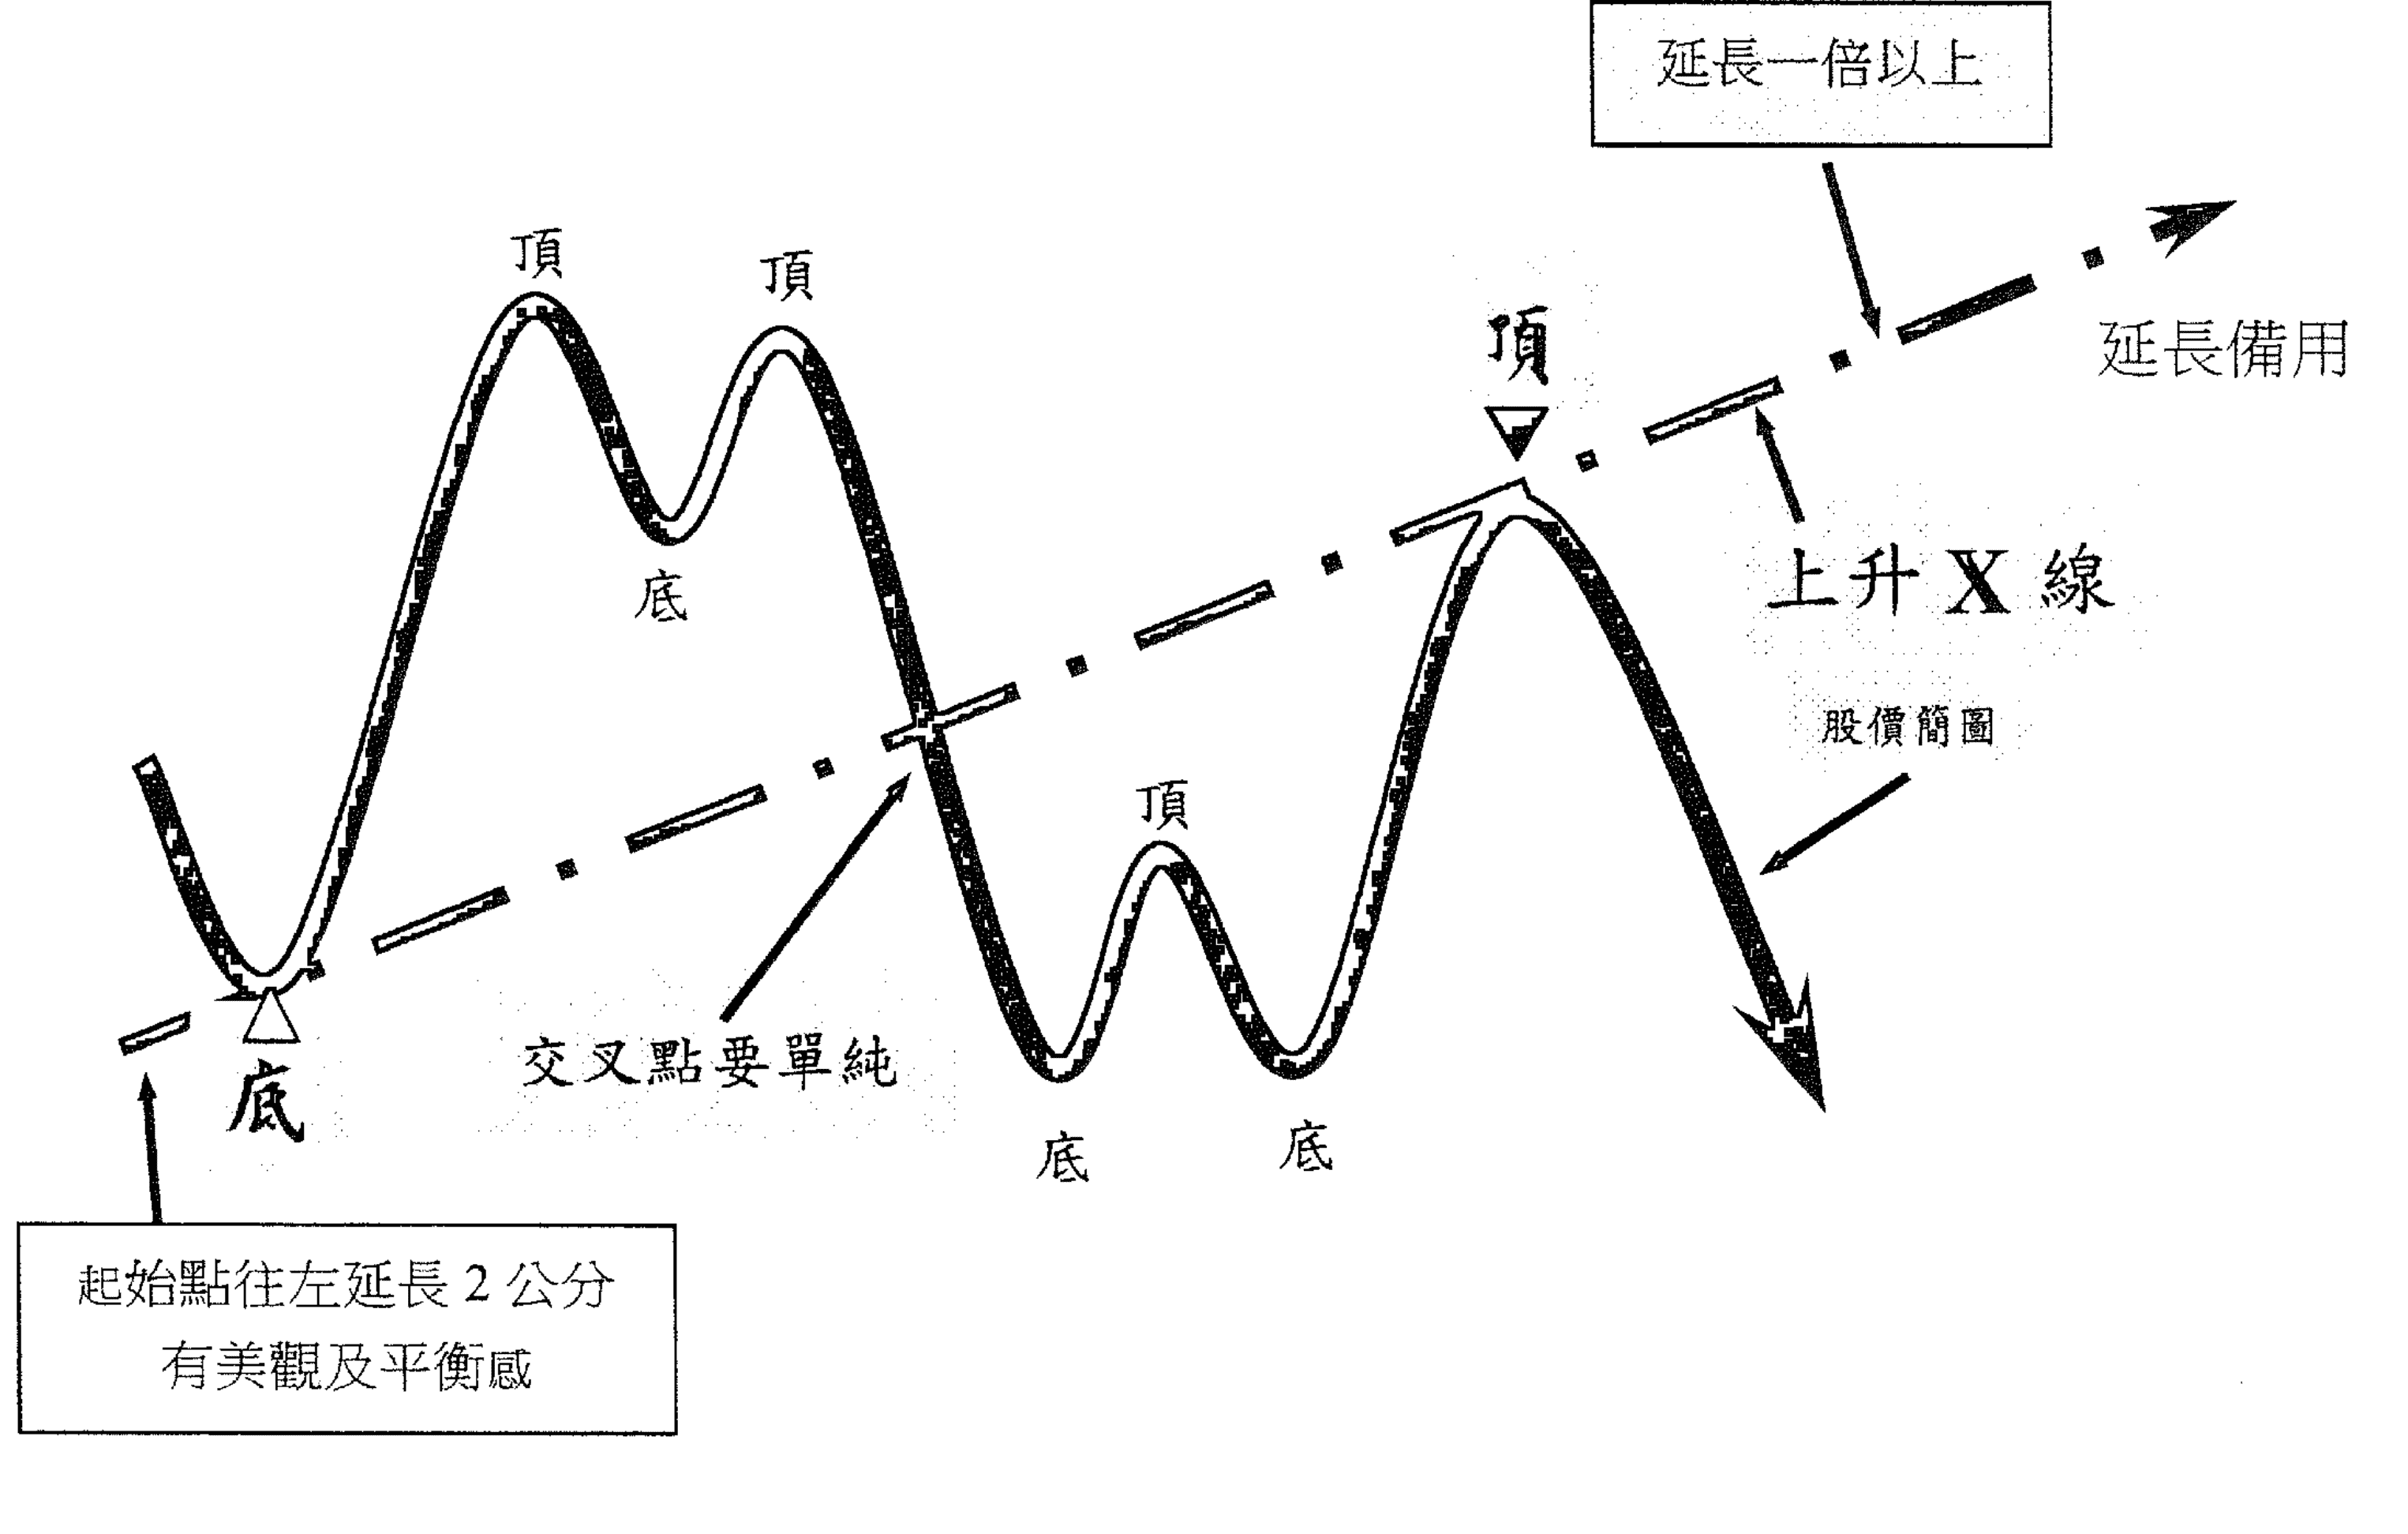 延長一倍以上
頂
頂
頂
延長備用
底
上升 X 線
股價簡圖
頂
交叉點要單純
底
底
底
起始點往左延長 2 公分
有美觀及平衡感